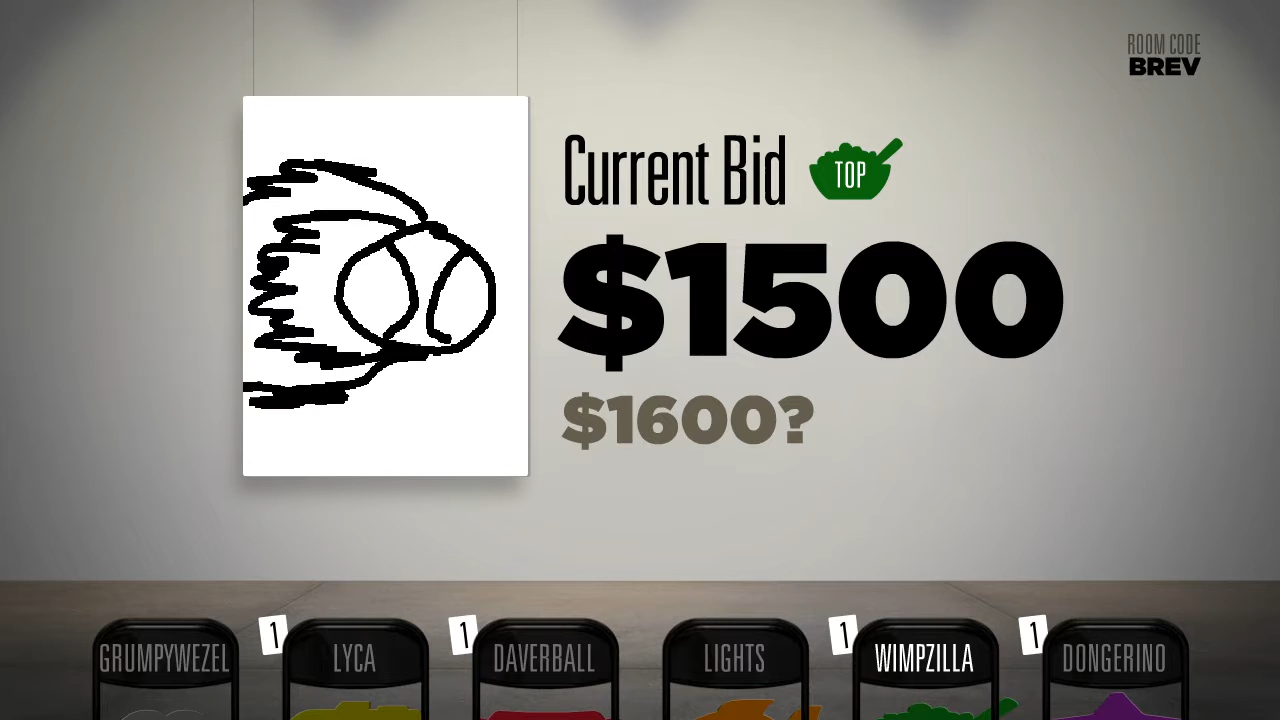 ROOM CODE
BREV
Current Bid
TOP
$1500
$1600?
1
1
1
1
GRUMPYWEZEL
LYCA
DAVERBALL
LIGHTS
WIMPZILLA
DONGERINO